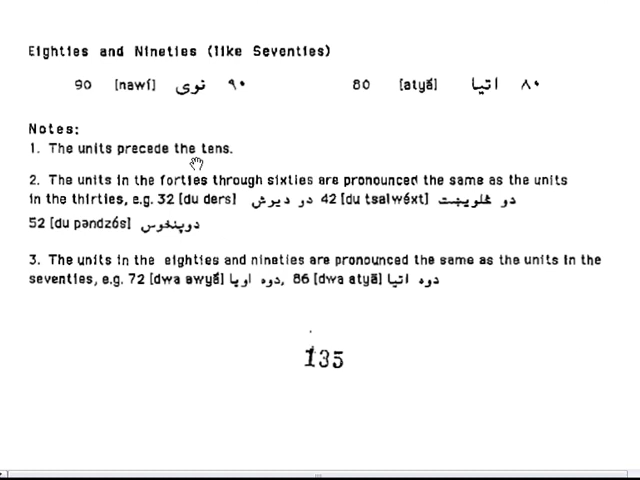 Eighties and Nineties (like Seventies)
90 [nawí] نوی ۹۰ 80 [atyā́] اتیا ۸۰
Notes:
1. The units precede the tens.
2. The units in the forties through sixties are pronounced the same as the units
in the thirties, e.g. 32 [du ders] دو دیرش 42 [du tsalwéxt] دو څلویښت
52 [du pəndzós] دوپنځوس
3. The units in the eighties and nineties are pronounced the same as the units in the
seventies, e.g. 72 [dwa awyā́] دوه اویا, 86 [dwa atyā] دوه اتیا
135